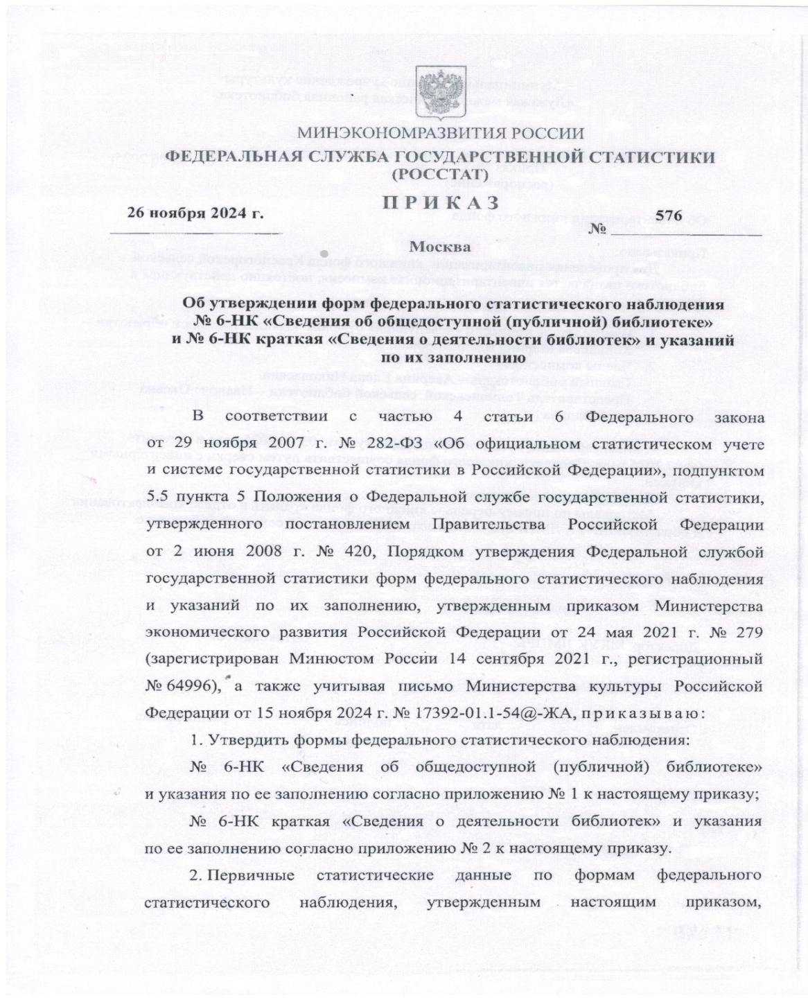 МИНЭКОНОМРАЗВИТИЯ РОССИИ
ФЕДЕРАЛЬНАЯ СЛУЖБА ГОСУДАРСТВЕННОЙ СТАТИСТИКИ
(РОССТАТ)
ПРИКАЗ
26 ноября 2024 г.
№ 576
Москва
Об утверждении форм федерального статистического наблюдения
№ 6-НК «Сведения об общедоступной (публичной) библиотеке»
и № 6-НК краткая «Сведения о деятельности библиотек» и указаний
по их заполнению
В соответствии с частью 4 статьи 6 Федерального закона
от 29 ноября 2007 г. № 282-ФЗ «Об официальном статистическом учете
и системе государственной статистики в Российской Федерации», подпунктом
5.5 пункта 5 Положения о Федеральной службе государственной статистики,
утвержденного постановлением Правительства Российской Федерации
от 2 июня 2008 г. № 420, Порядком утверждения Федеральной службой
государственной статистики форм федерального статистического наблюдения
и указаний по их заполнению, утвержденным приказом Министерства
экономического развития Российской Федерации от 24 мая 2021 г. № 279
(зарегистрирован Минюстом России 14 сентября 2021 г., регистрационный
№ 64996), а также учитывая письмо Министерства культуры Российской
Федерации от 15 ноября 2024 г. № 17392-01.1-54@-ЖА, приказываю:
1. Утвердить формы федерального статистического наблюдения:
№ 6-НК «Сведения об общедоступной (публичной) библиотеке»
и указания по ее заполнению согласно приложению № 1 к настоящему приказу;
№ 6-НК краткая «Сведения о деятельности библиотек» и указания
по ее заполнению согласно приложению № 2 к настоящему приказу.
2. Первичные статистические данные по формам федерального
статистического наблюдения, утвержденным настоящим приказом,